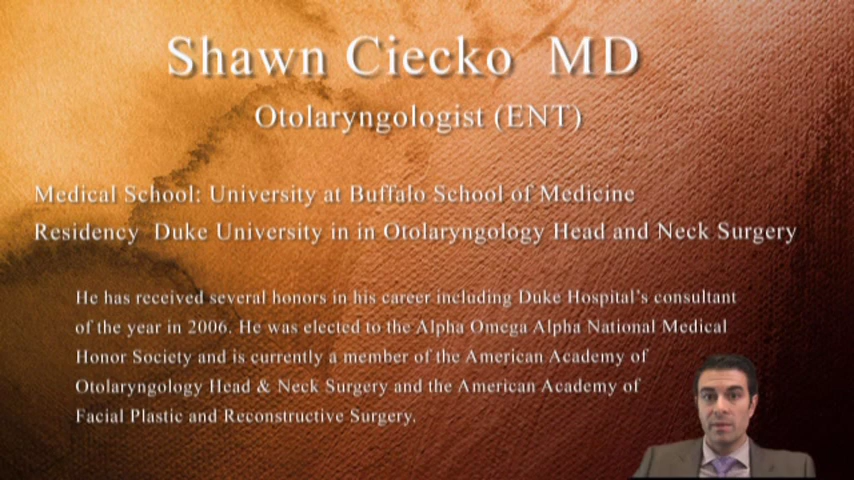 Shawn Ciecko MD
Otolaryngologist (ENT)
Medical School: University at Buffalo School of Medicine
Residency Duke University in in Otolaryngology Head and Neck Surgery
He has received several honors in his career including Duke Hospital's consultant
of the year in 2006. He was elected to the Alpha Omega Alpha National Medical
Honor Society and is currently a member of the American Academy of
Otolaryngology Head & Neck Surgery and the American Academy of
Facial Plastic and Reconstructive Surgery.